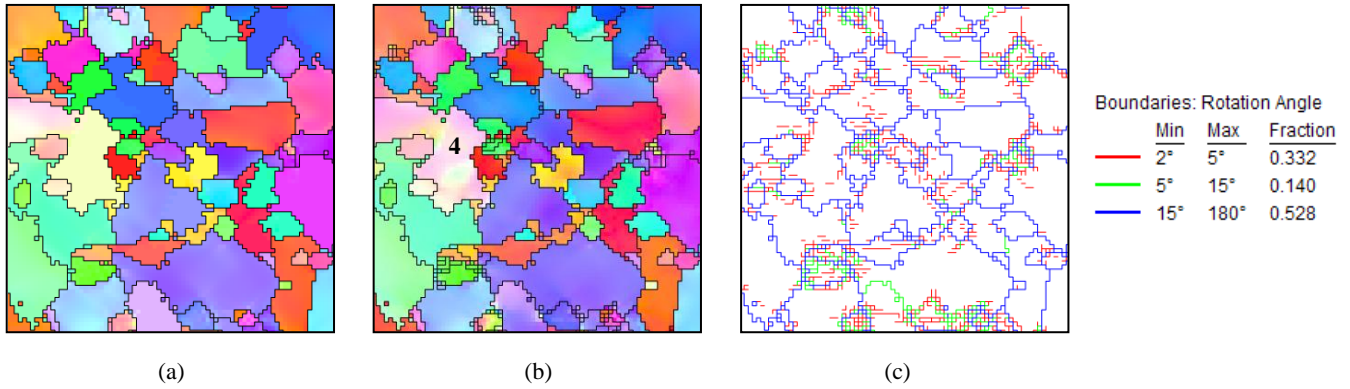 4
Boundaries: Rotation Angle
Min Max Fraction
2° 5° 0.332
5° 15° 0.140
15° 180° 0.528
(a) (b) (c)